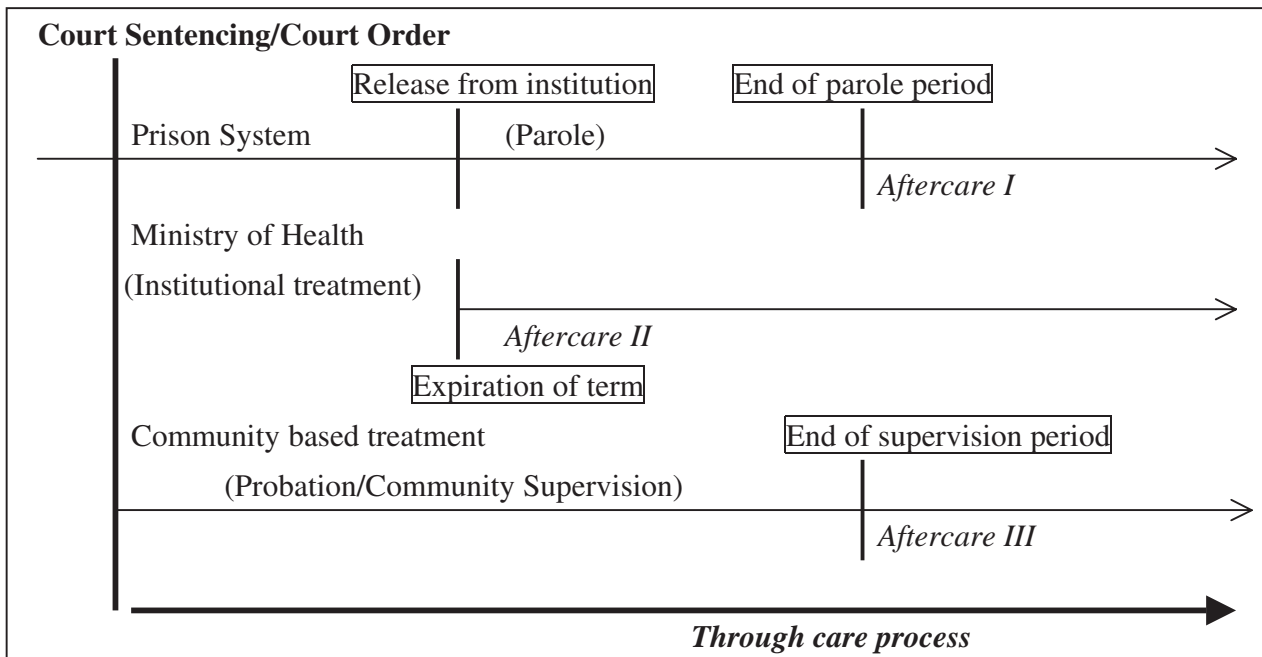 Court Sentencing/Court Order
Release from institution End of parole period
Prison System (Parole)
Aftercare I
Ministry of Health
(Institutional treatment)
Aftercare II
Expiration of term
Community based treatment End of supervision period
(Probation/Community Supervision)
Aftercare III
Through care process